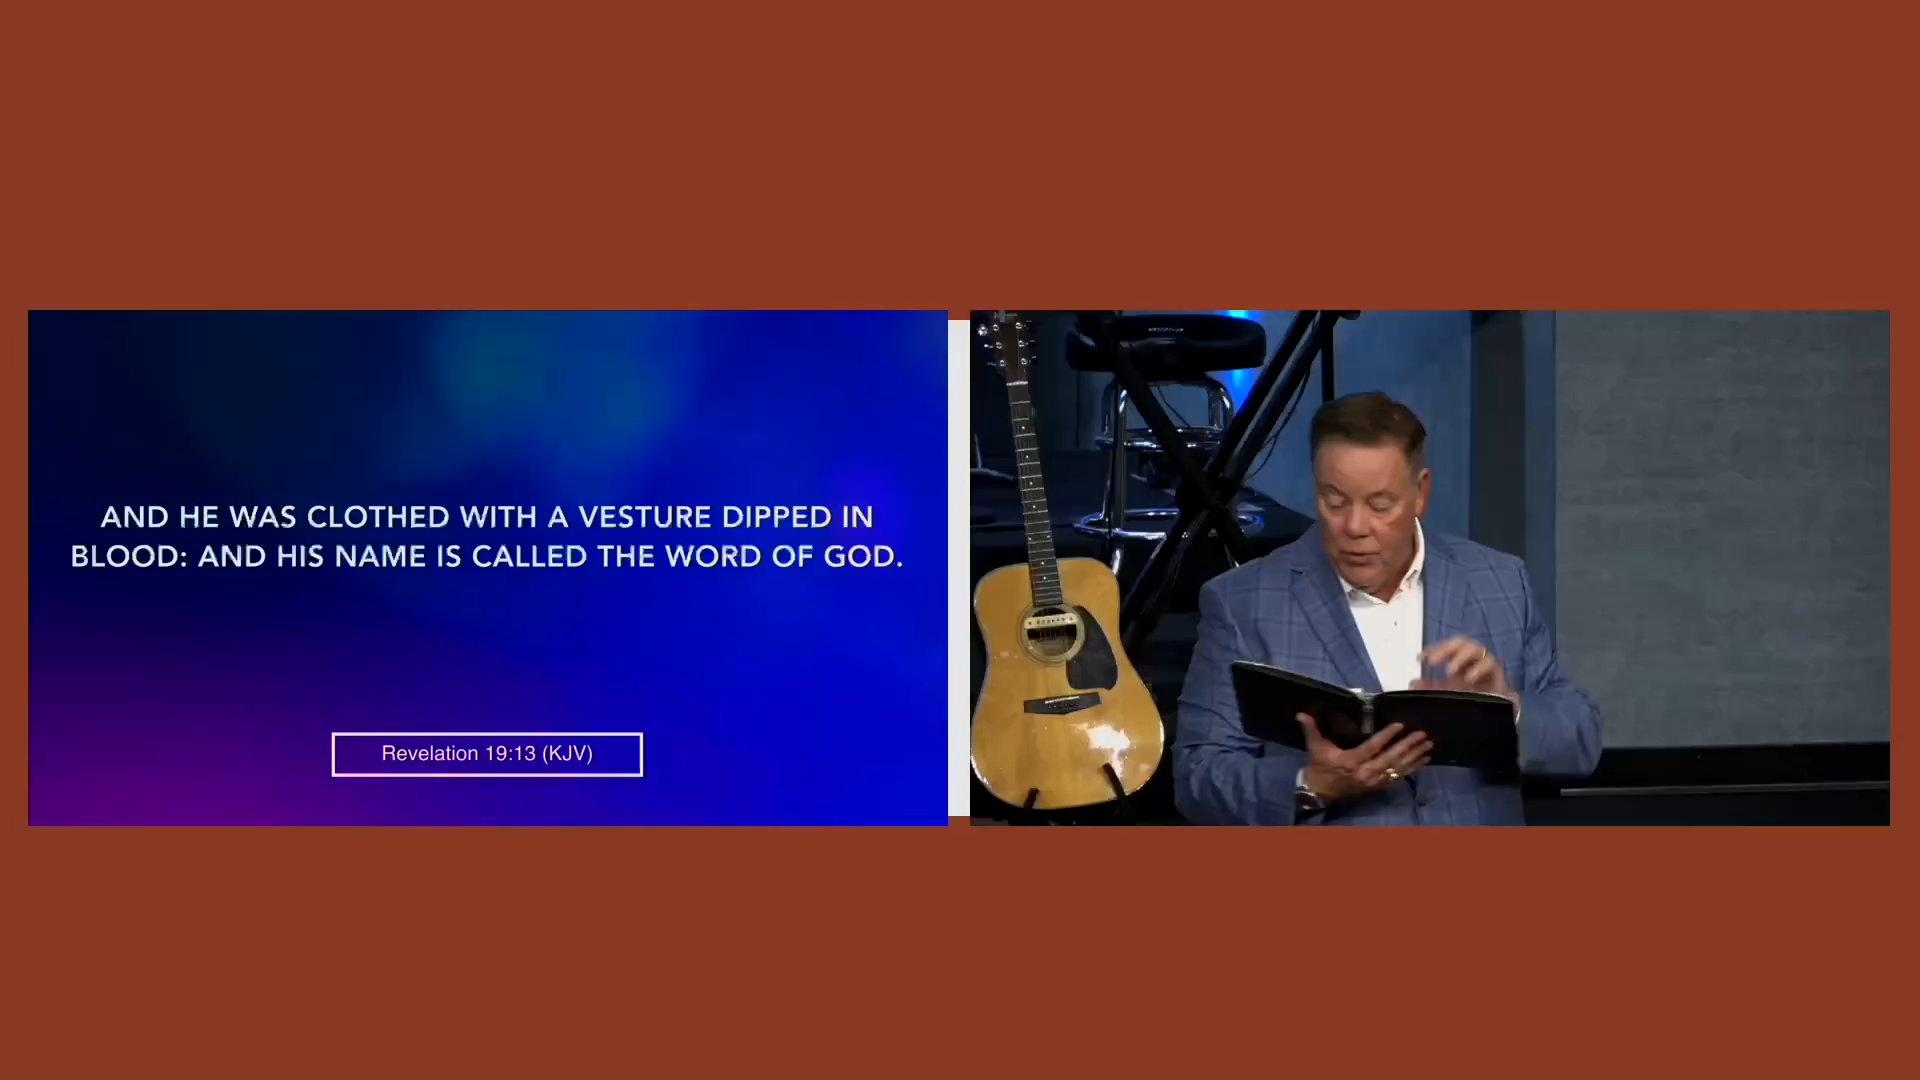 AND HE WAS CLOTHED WITH A VESTURE DIPPED IN
BLOOD: AND HIS NAME IS CALLED THE WORD OF GOD.
Revelation 19:13 (KJV)